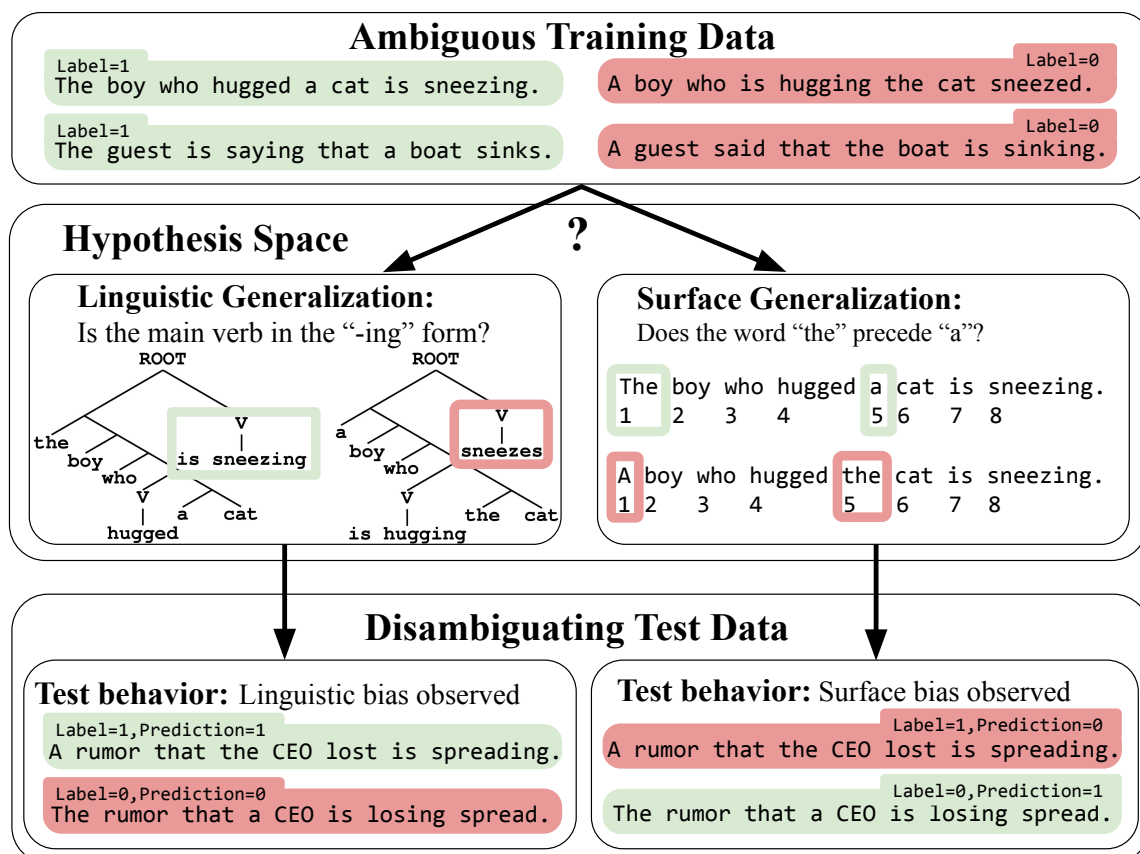 Ambiguous Training Data
Label=1
The boy who hugged a cat is sneezing.
Label=0
A boy who is hugging the cat sneezed.
Label=1
The guest is saying that a boat sinks.
Label=0
A guest said that the boat is sinking.
Hypothesis Space
?
Linguistic Generalization:
Is the main verb in the “-ing” form?
ROOT
V
the
boy
who
is sneezing
V
a
cat
hugged
ROOT
V
a
boy
who
sneezes
V
the
cat
is hugging
Surface Generalization:
Does the word “the” precede “a”?
The boy who hugged a cat is sneezing.
1 2 3 4 5 6 7 8
A boy who hugged the cat is sneezing.
1 2 3 4 5 6 7 8
Disambiguating Test Data
Test behavior: Linguistic bias observed
Label=1,Prediction=1
A rumor that the CEO lost is spreading.
Label=0,Prediction=0
The rumor that a CEO is losing spread.
Test behavior: Surface bias observed
Label=1,Prediction=0
A rumor that the CEO lost is spreading.
Label=0,Prediction=1
The rumor that a CEO is losing spread.